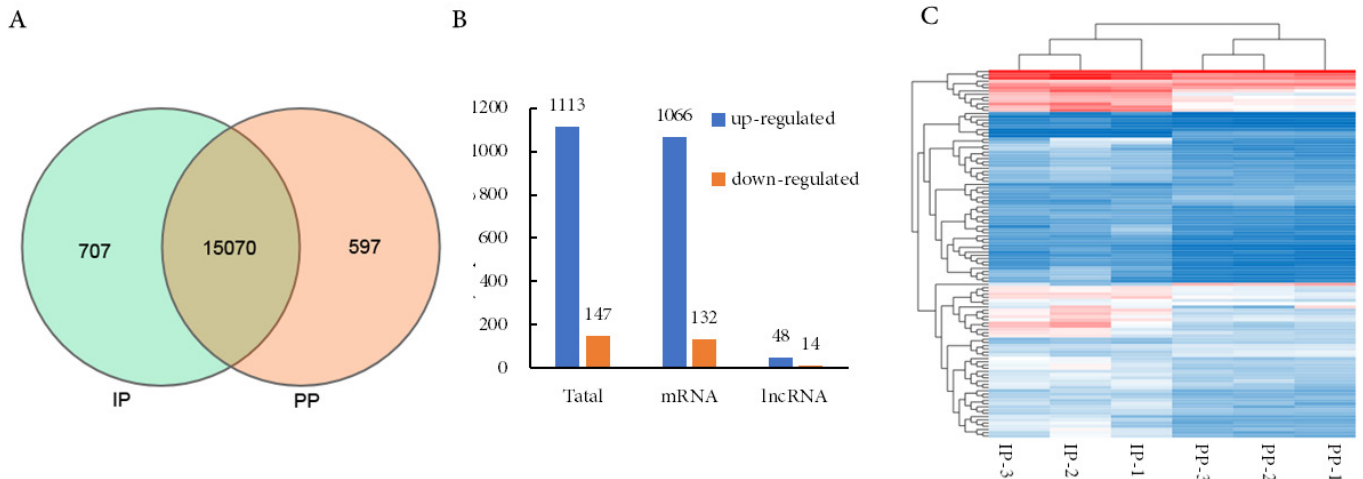 A
707
15070
597
IP
PP
B
1200
1000
800
600
400
200
0
1113
147
1066
132
48
14
up-regulated
down-regulated
Tatal
mRNA
lncRNA
C
IP-3
IP-2
IP-1
PP-3
PP-2
PP-1